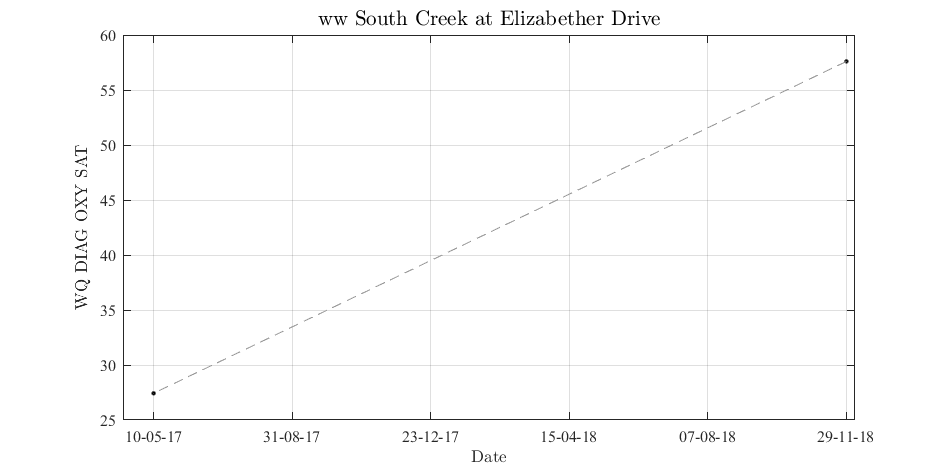 ww South Creek at Elizabether Drive
60
55
50
45
40
35
30
25
WQ DIAG OXY SAT
10-05-17 31-08-17 23-12-17 15-04-18 07-08-18 29-11-18
Date